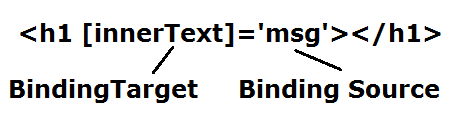 <h1 [innerText]='msg'></h1>
BindingTarget Binding Source